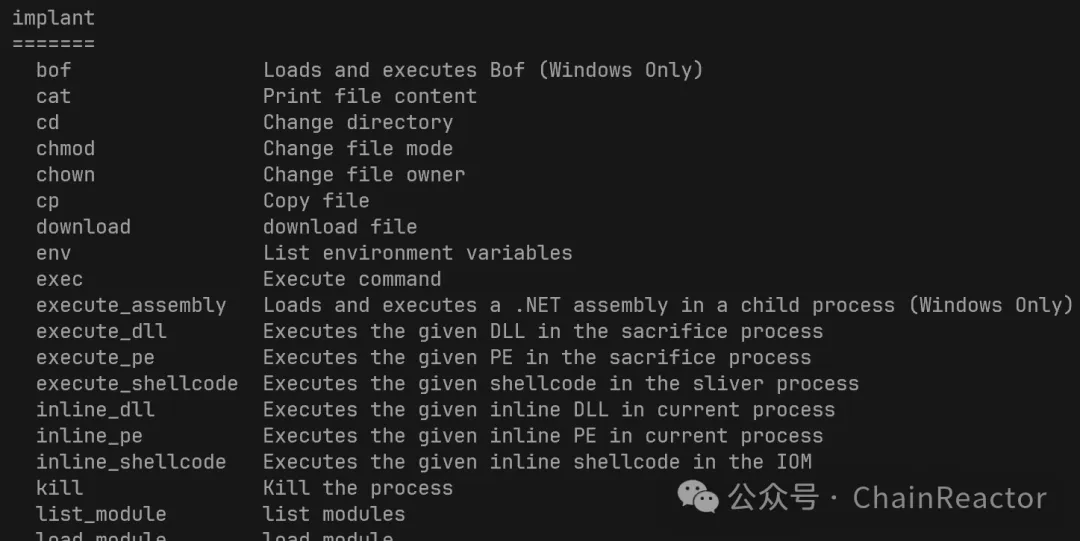 implant
=======
bof Loads and executes Bof (Windows Only)
cat Print file content
cd Change directory
chmod Change file mode
chown Change file owner
cp Copy file
download download file
env List environment variables
exec Execute command
execute_assembly Loads and executes a .NET assembly in a child process (Windows Only)
execute_dll Executes the given DLL in the sacrifice process
execute_pe Executes the given PE in the sacrifice process
execute_shellcode Executes the given shellcode in the sliver process
inline_dll Executes the given inline DLL in current process
inline_pe Executes the given inline PE in current process
inline_shellcode Executes the given inline shellcode in the IOM
kill Kill the process
list_module list modules
load_module load module
公众号 · ChainReactor